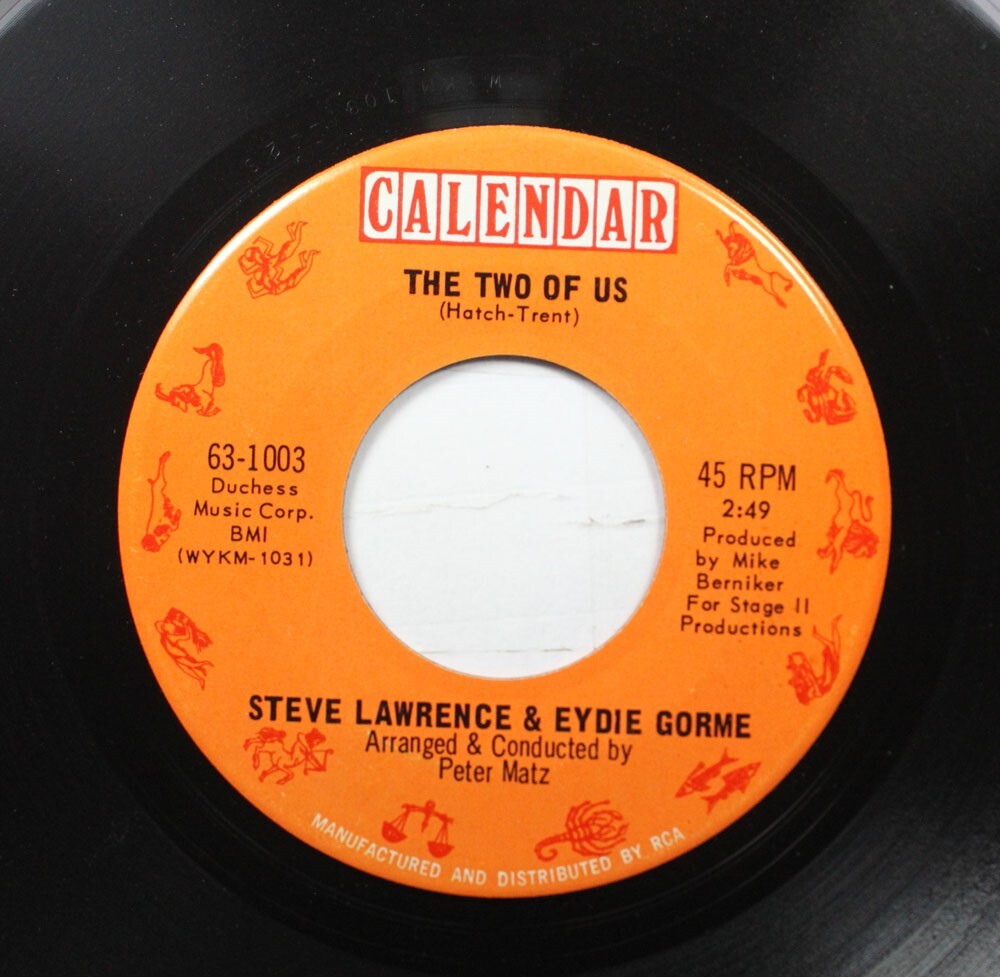 CALENDAR
THE TWO OF US
(Hatch-Trent)
63-1003
Duchess
Music Corp.
BMI
(WYKM-1031)
45 RPM
2:49
Produced
by Mike
Berniker
For Stage II
Productions
STEVE LAWRENCE & EYDIE GORME
Arranged & Conducted by
Peter Matz
MANUFACTURED AND DISTRIBUTED BY RCA